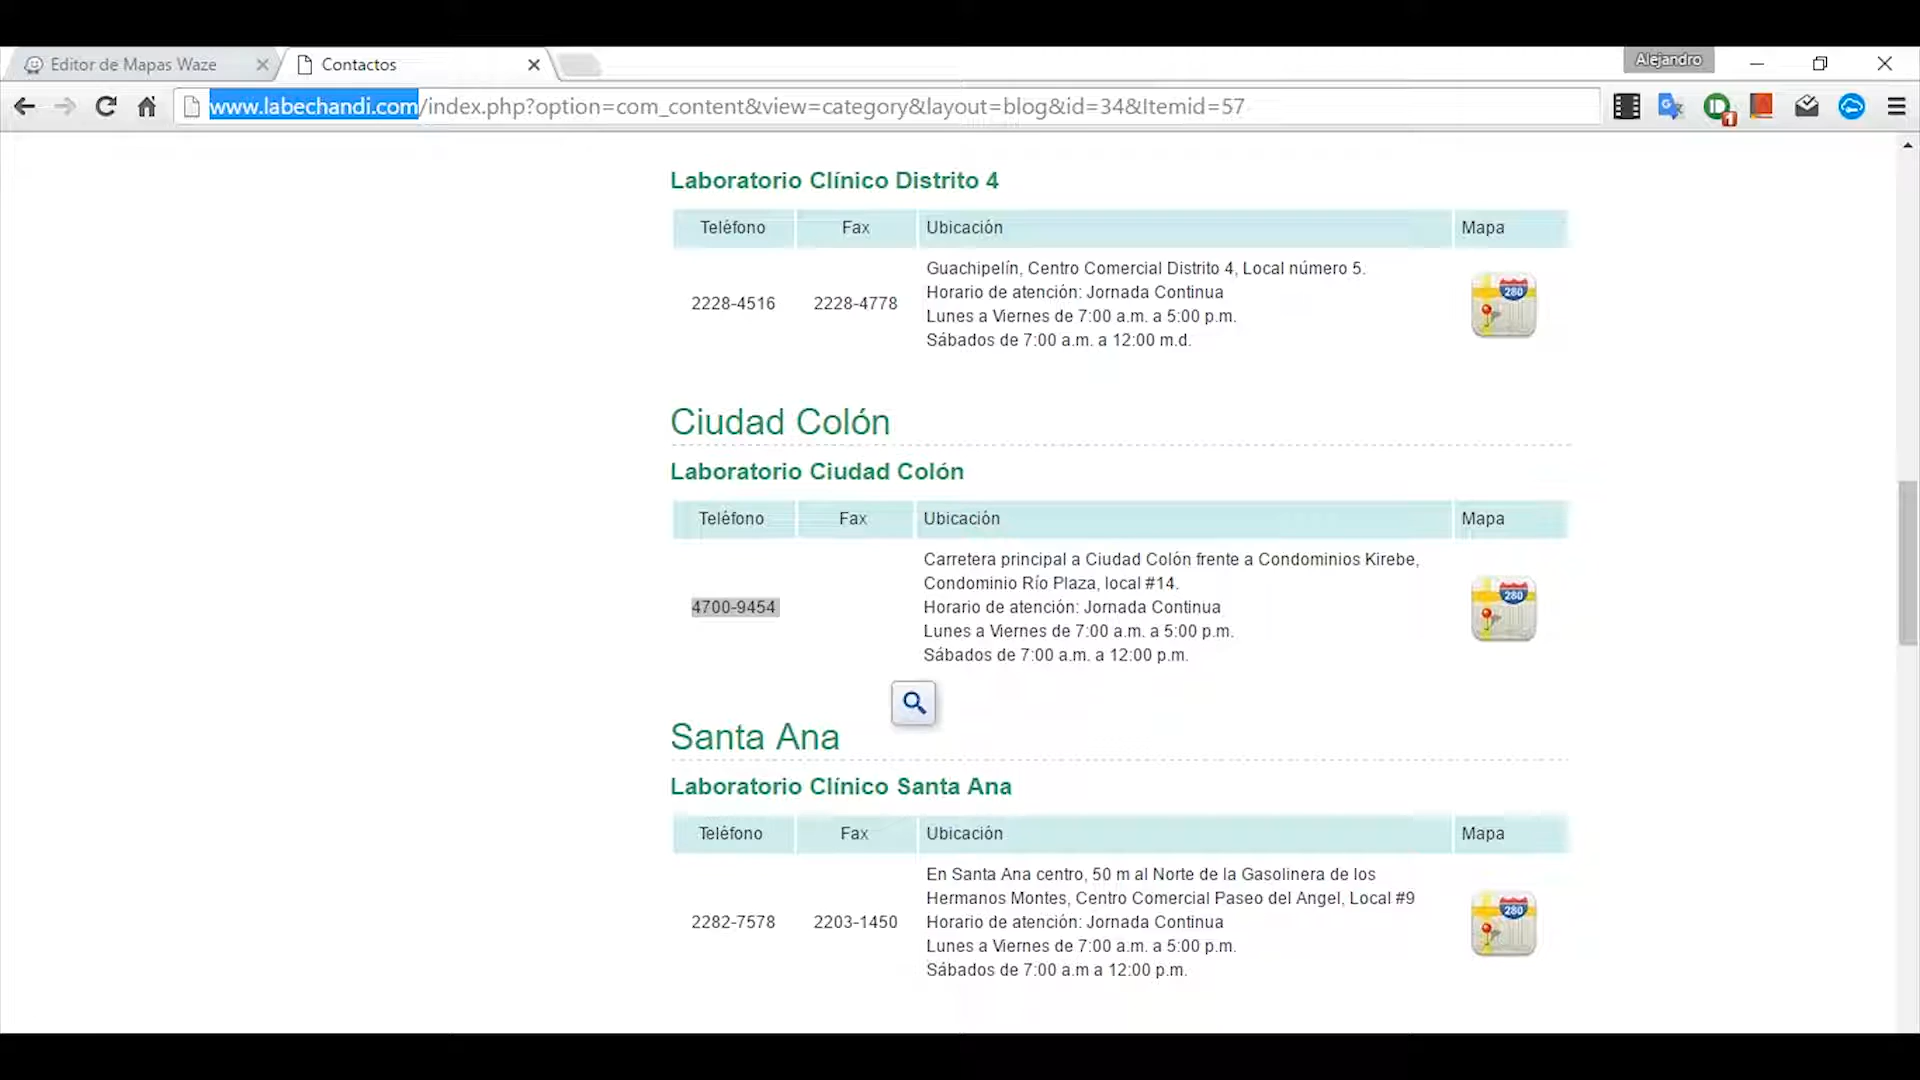 Editor de Mapas Waze
Contactos
Alejandro
www.labechandi.com/index.php?option=com_content&view=category&layout=blog&id=34&Itemid=57
1
Laboratorio Clínico Distrito 4
Teléfono Fax Ubicación Mapa
Guachipelín, Centro Comercial Distrito 4, Local número 5.
Horario de atención: Jornada Continua
2228-4516 2228-4778
Lunes a Viernes de 7:00 a.m. a 5:00 p.m.
Sábados de 7:00 a.m. a 12:00 m.d.
280
Ciudad Colón
Laboratorio Ciudad Colón
Teléfono Fax Ubicación Mapa
Carretera principal a Ciudad Colón frente a Condominios Kirebe,
Condominio Río Plaza, local #14.
4700-9454 Horario de atención: Jornada Continua
Lunes a Viernes de 7:00 a.m. a 5:00 p.m.
Sábados de 7:00 a.m. a 12:00 p.m.
280
Santa Ana
Laboratorio Clínico Santa Ana
Teléfono Fax Ubicación Mapa
En Santa Ana centro, 50 m al Norte de la Gasolinera de los
Hermanos Montes, Centro Comercial Paseo del Angel, Local #9
2282-7578 2203-1450 Horario de atención: Jornada Continua
Lunes a Viernes de 7:00 a.m. a 5:00 p.m.
Sábados de 7:00 a.m a 12:00 p.m.
280